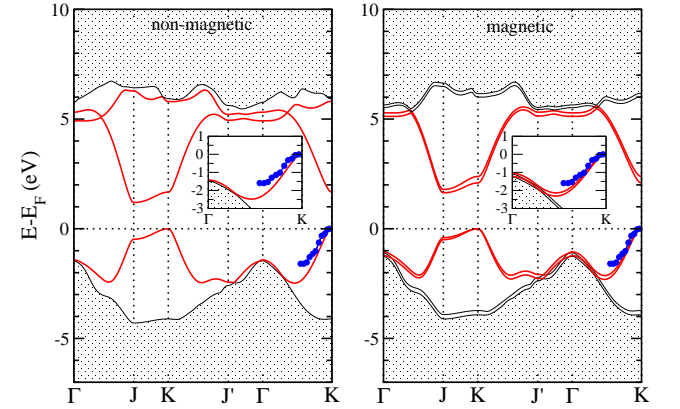 non-magnetic
magnetic
E-E_F (eV)
10
5
0
-5
1
0
-1
-2
-3
Γ K
Γ J K J' Γ K
10
5
0
-5
1
0
-1
-2
-3
Γ K
Γ J K J' Γ K